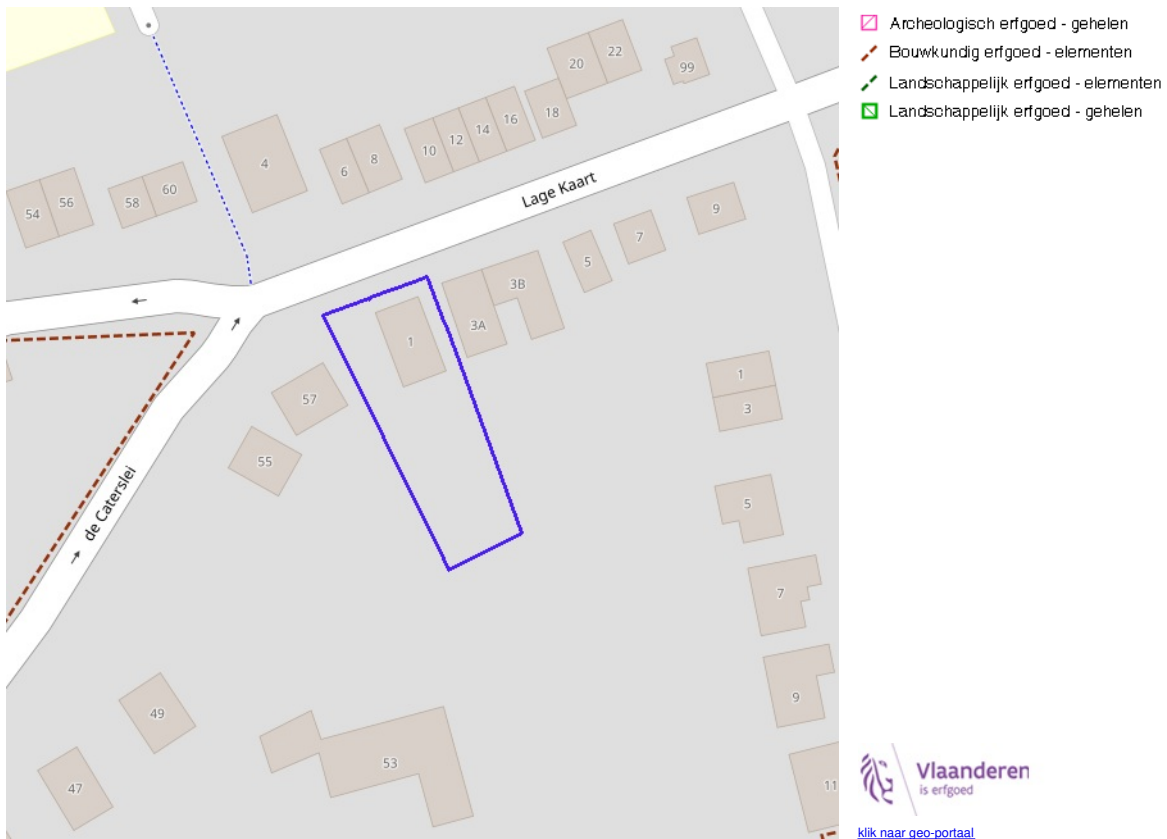 Archeologisch erfgoed - gehelen
Bouwkundig erfgoed - elementen
Landschappelijk erfgoed - elementen
Landschappelijk erfgoed - gehelen
20
22
99
18
16
14
12
10
8
6
4
60
58
56
54
Lage Kaart
9
7
5
3B
3A
1
57
55
1
3
de Caterslei
5
7
9
49
53
47
11
Vlaanderen
is erfgoed
klik naar geo-portaal